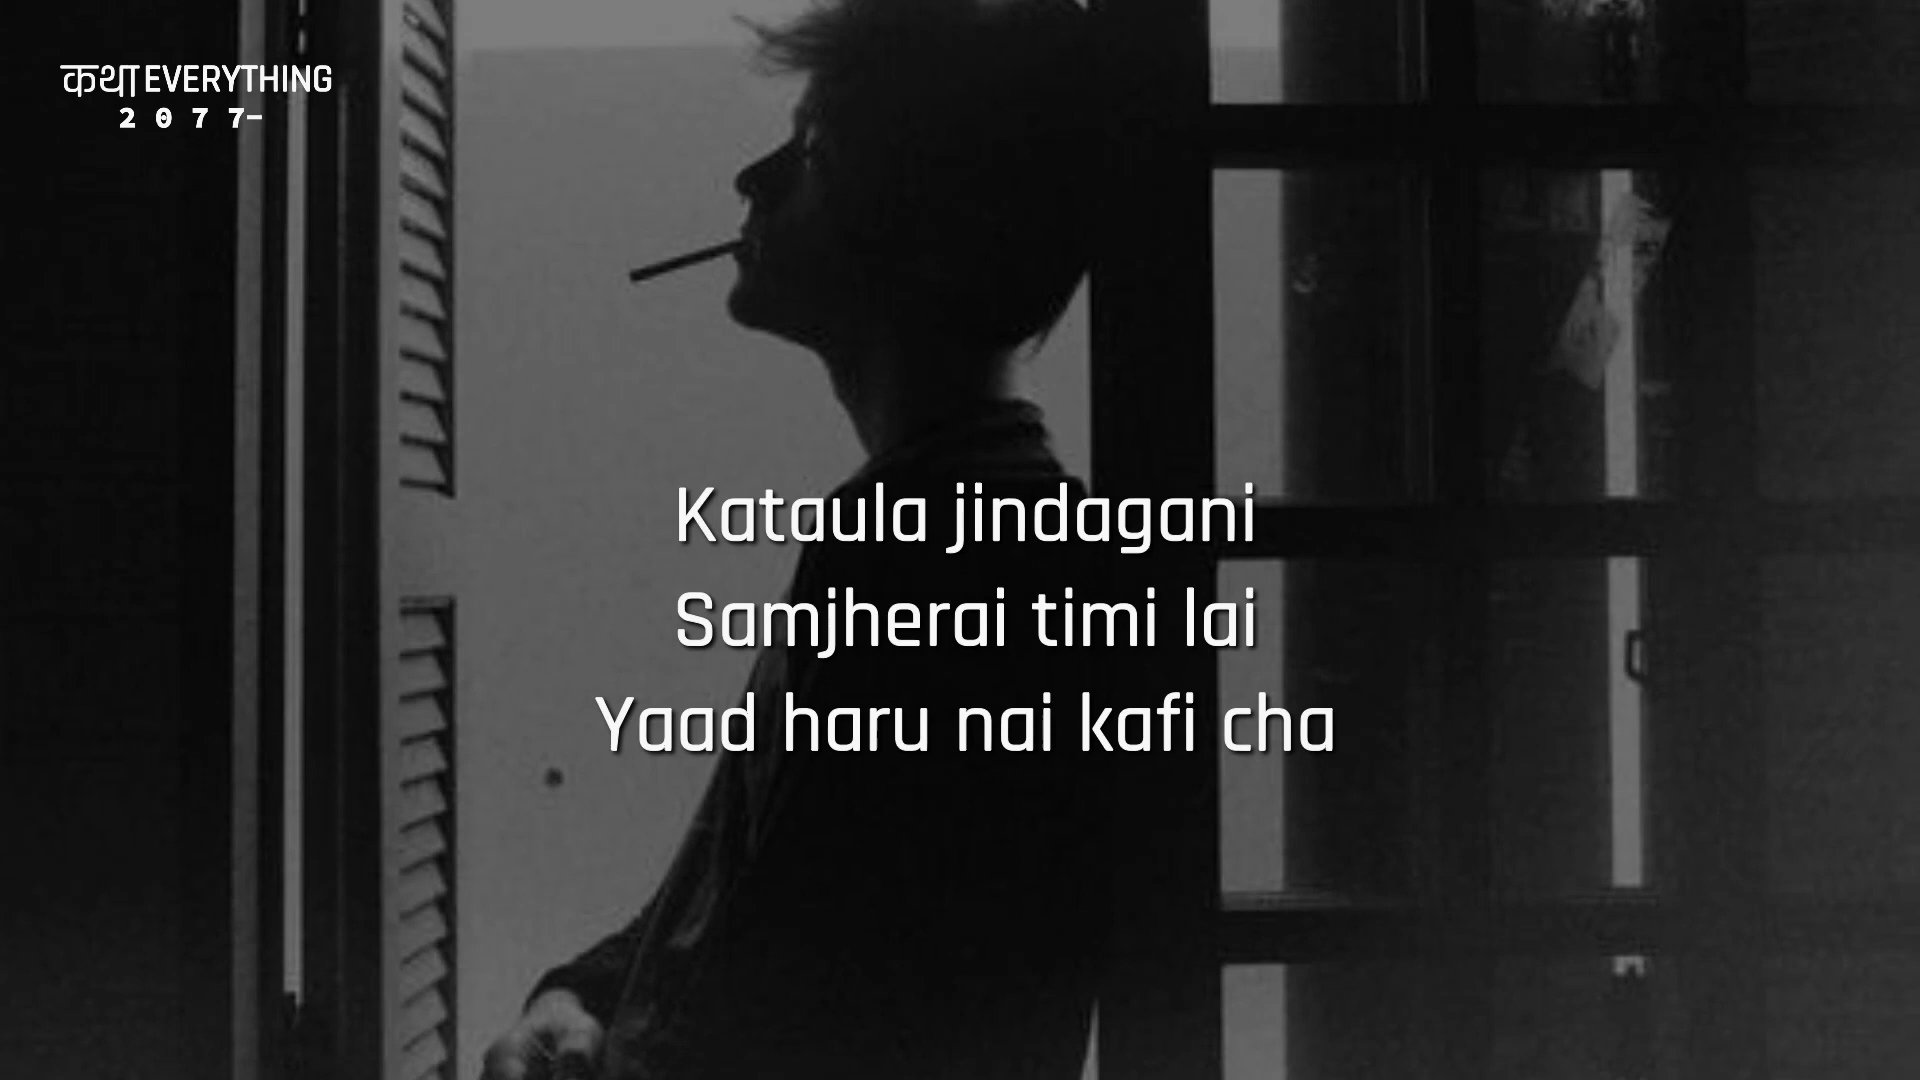 कथा EVERYTHING
2077-
Kataula jindagani
Samjherai timi lai
Yaad haru nai kafi cha